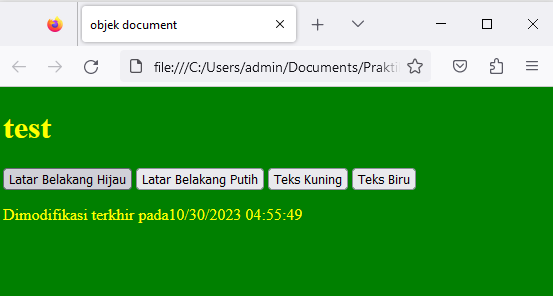 objek document
file:///C:/Users/admin/Documents/Prakti
test
Latar Belakang Hijau Latar Belakang Putih Teks Kuning Teks Biru
Dimodifikasi terkhir pada10/30/2023 04:55:49